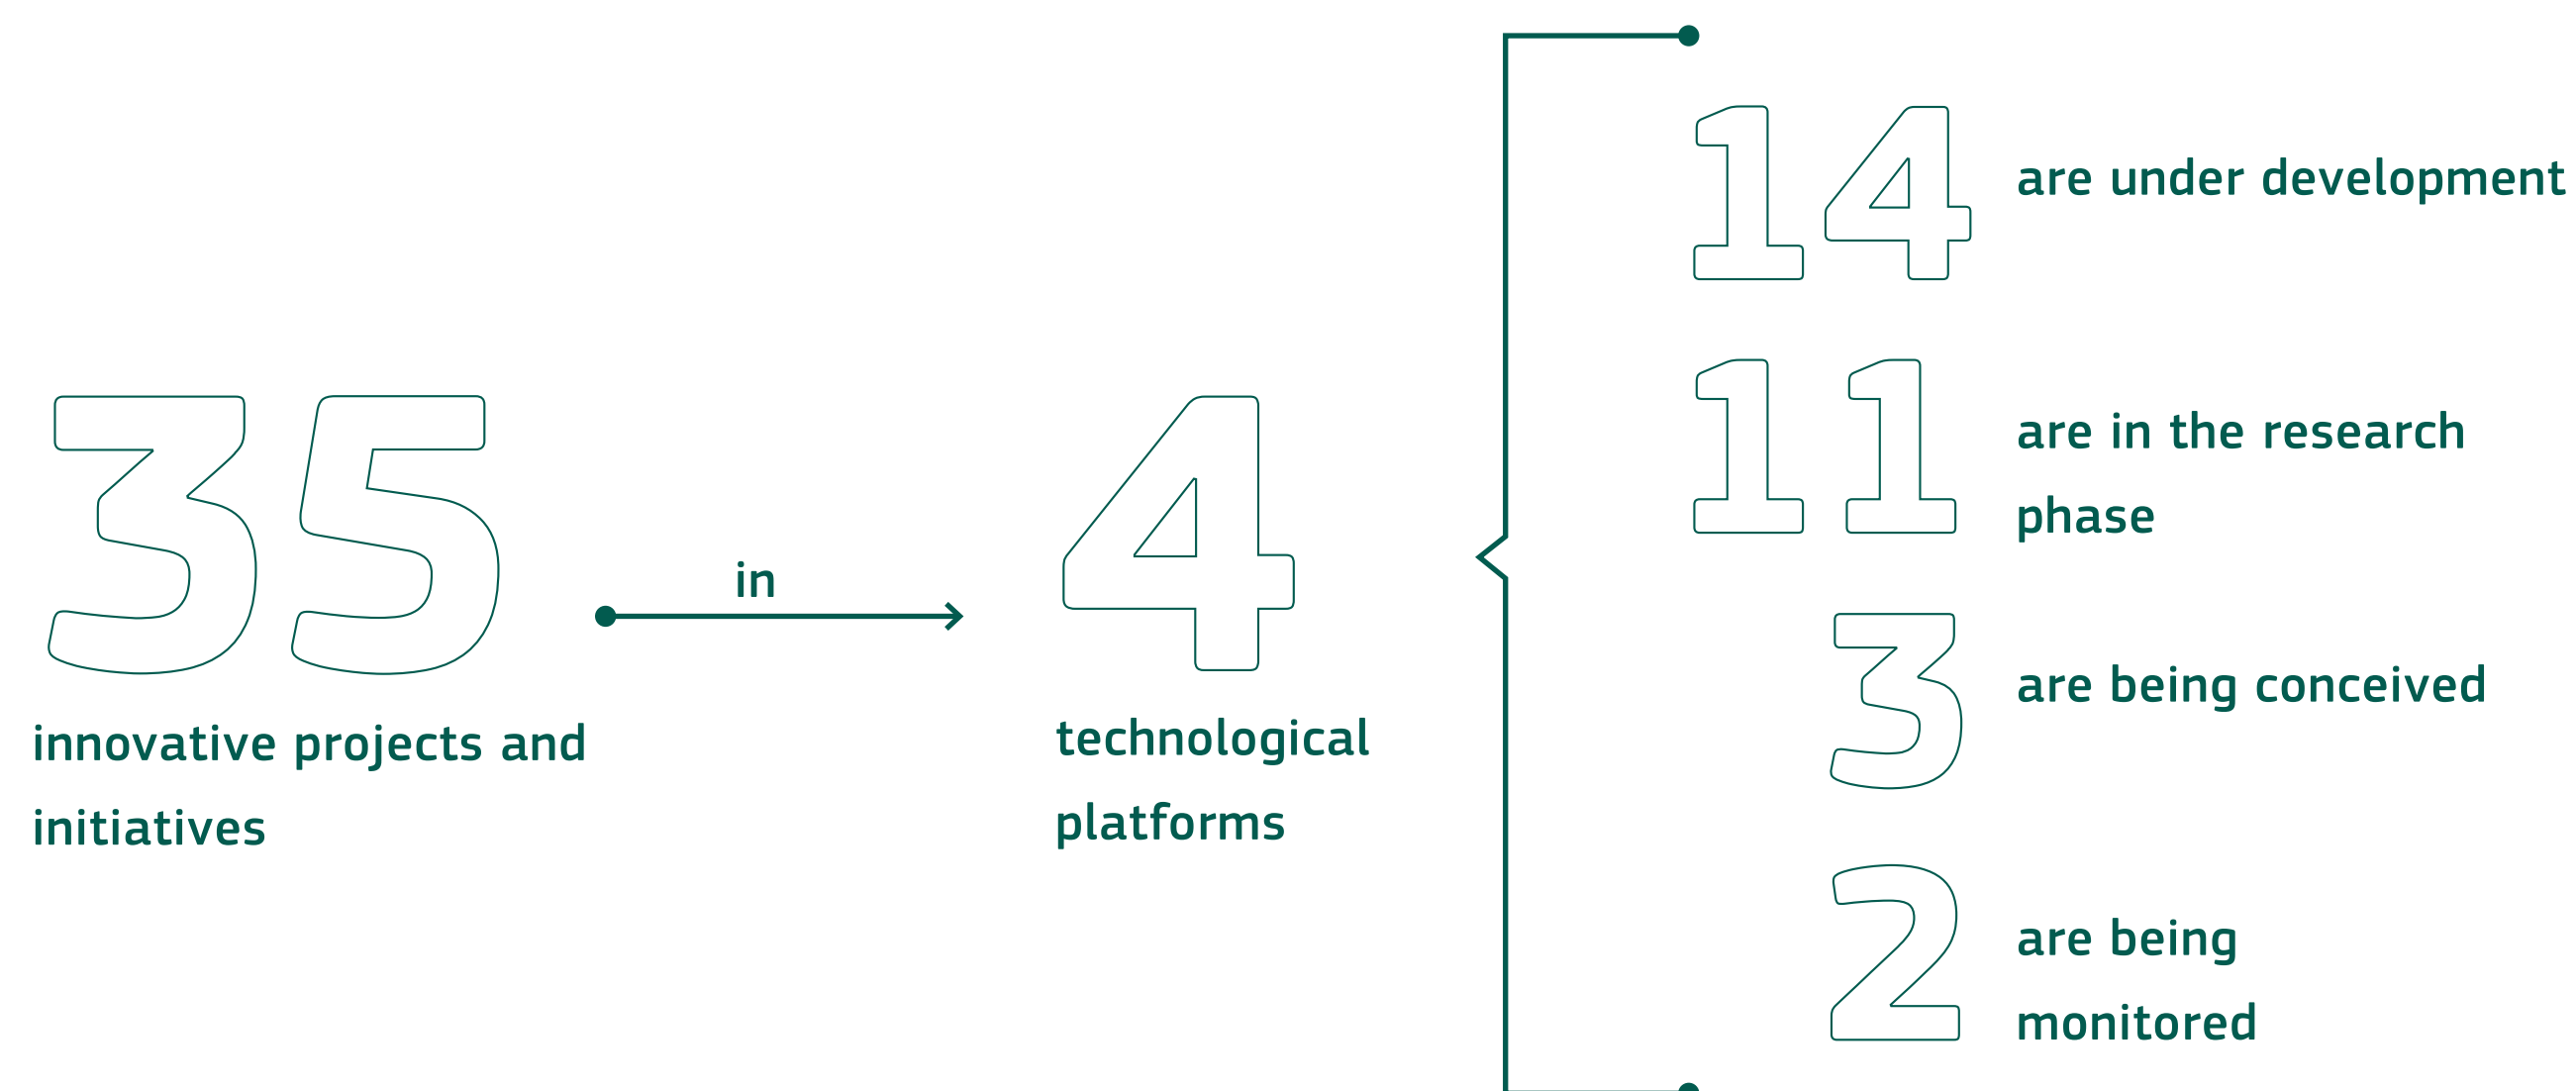 35
innovative projects and
initiatives
in
4
technological
platforms
14
are under development
11
are in the research
phase
3
are being conceived
2
are being
monitored